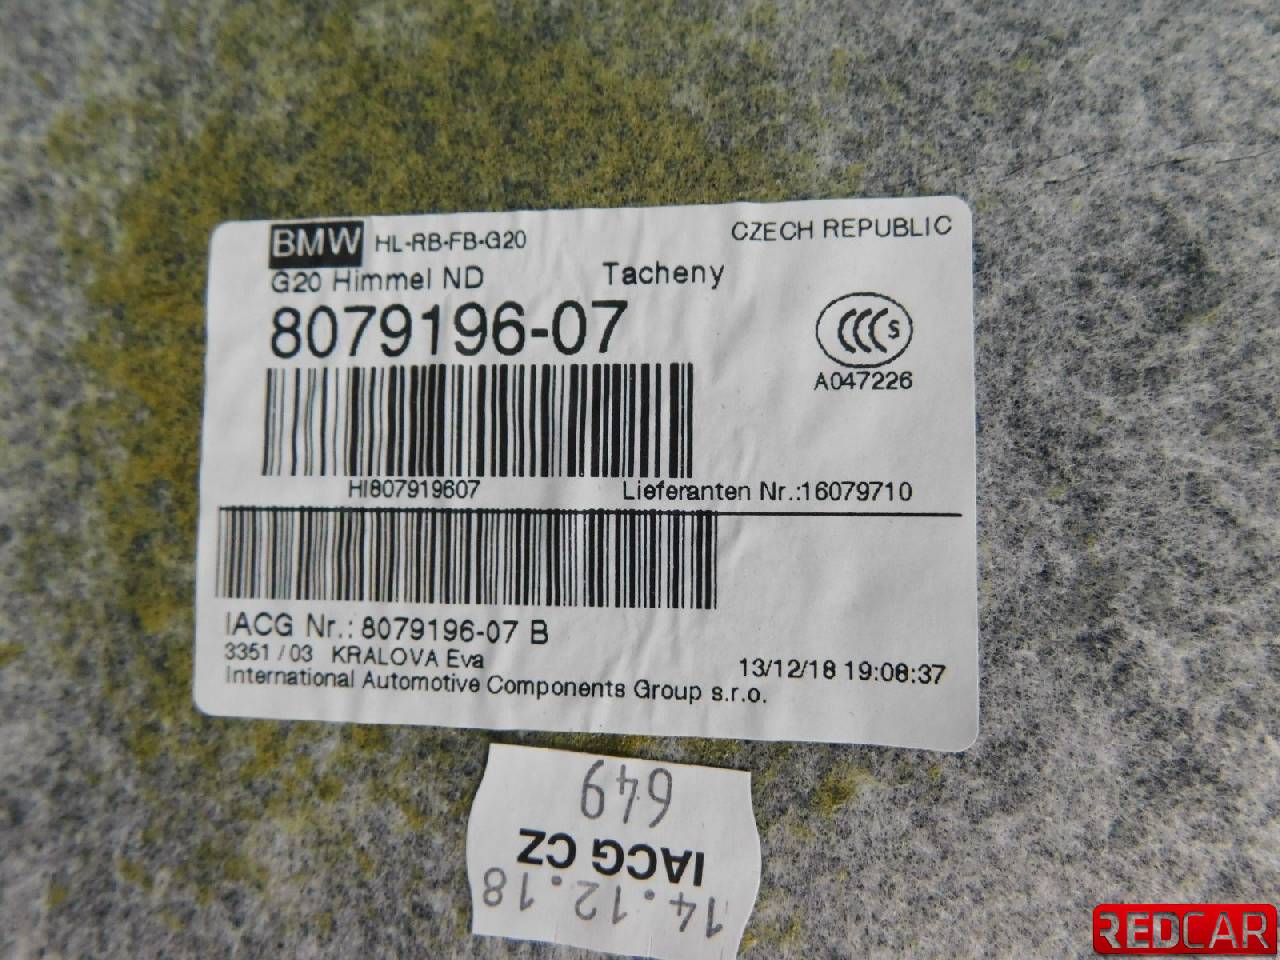 BMW HL-RB-FB-G20 CZECH REPUBLIC
G20 Himmel ND Tacheny
8079196-07
CCC S
A047226
HI807919607 Lieferanten Nr.:16079710
IACG Nr.: 8079196-07 B
3351 / 03 KRALOVA Eva 13/12/18 19:08:37
International Automotive Components Group s.r.o.
14.12.18
IACG CZ
649
REDCAR